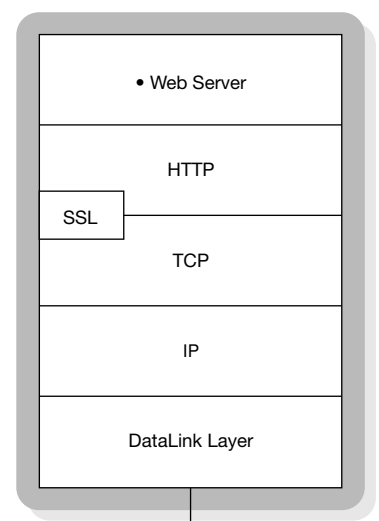 • Web Server
HTTP
SSL
TCP
IP
DataLink Layer